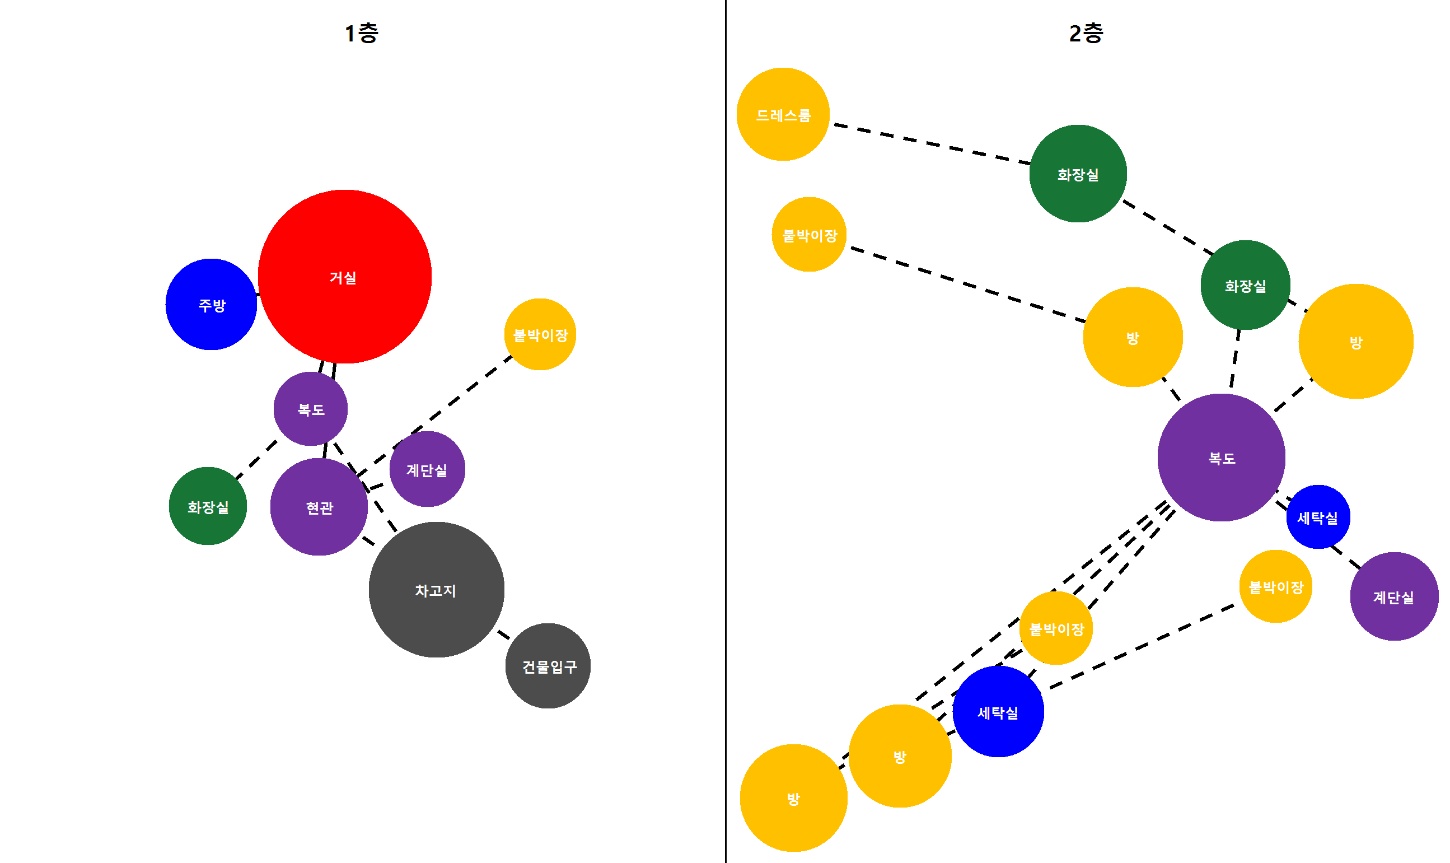 1층
거실
주방
붙박이장
복도
계단실
화장실
현관
차고지
건물입구
2층
드레스룸
화장실
붙박이장
화장실
방
방
복도
세탁실
붙박이장
계단실
붙박이장
세탁실
방
방